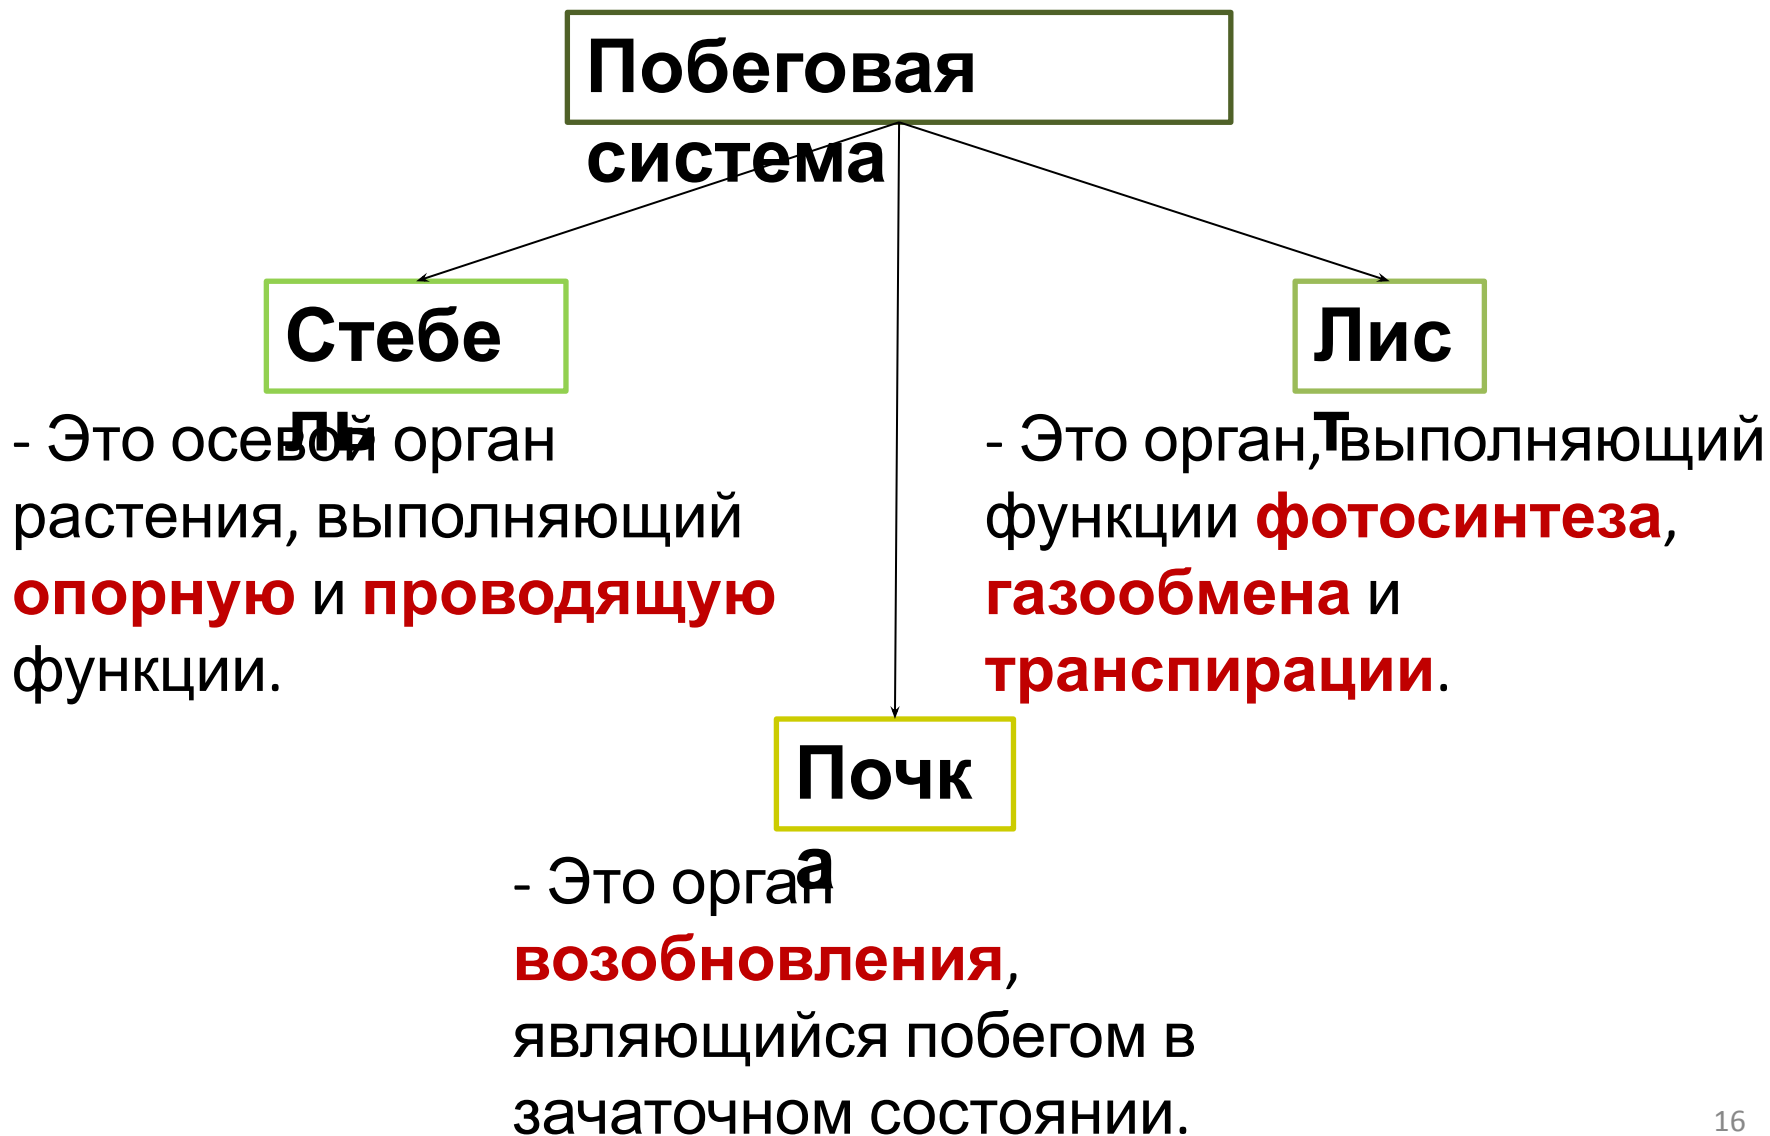 Побеговая
система
Стебе
ль
- Это осевой орган
растения, выполняющий
опорную и проводящую
функции.
Лис
т
- Это орган, выполняющий
функции фотосинтеза,
газообмена и
транспирации.
Почк
а
- Это орган
возобновления,
являющийся побегом в
зачаточном состоянии.
16